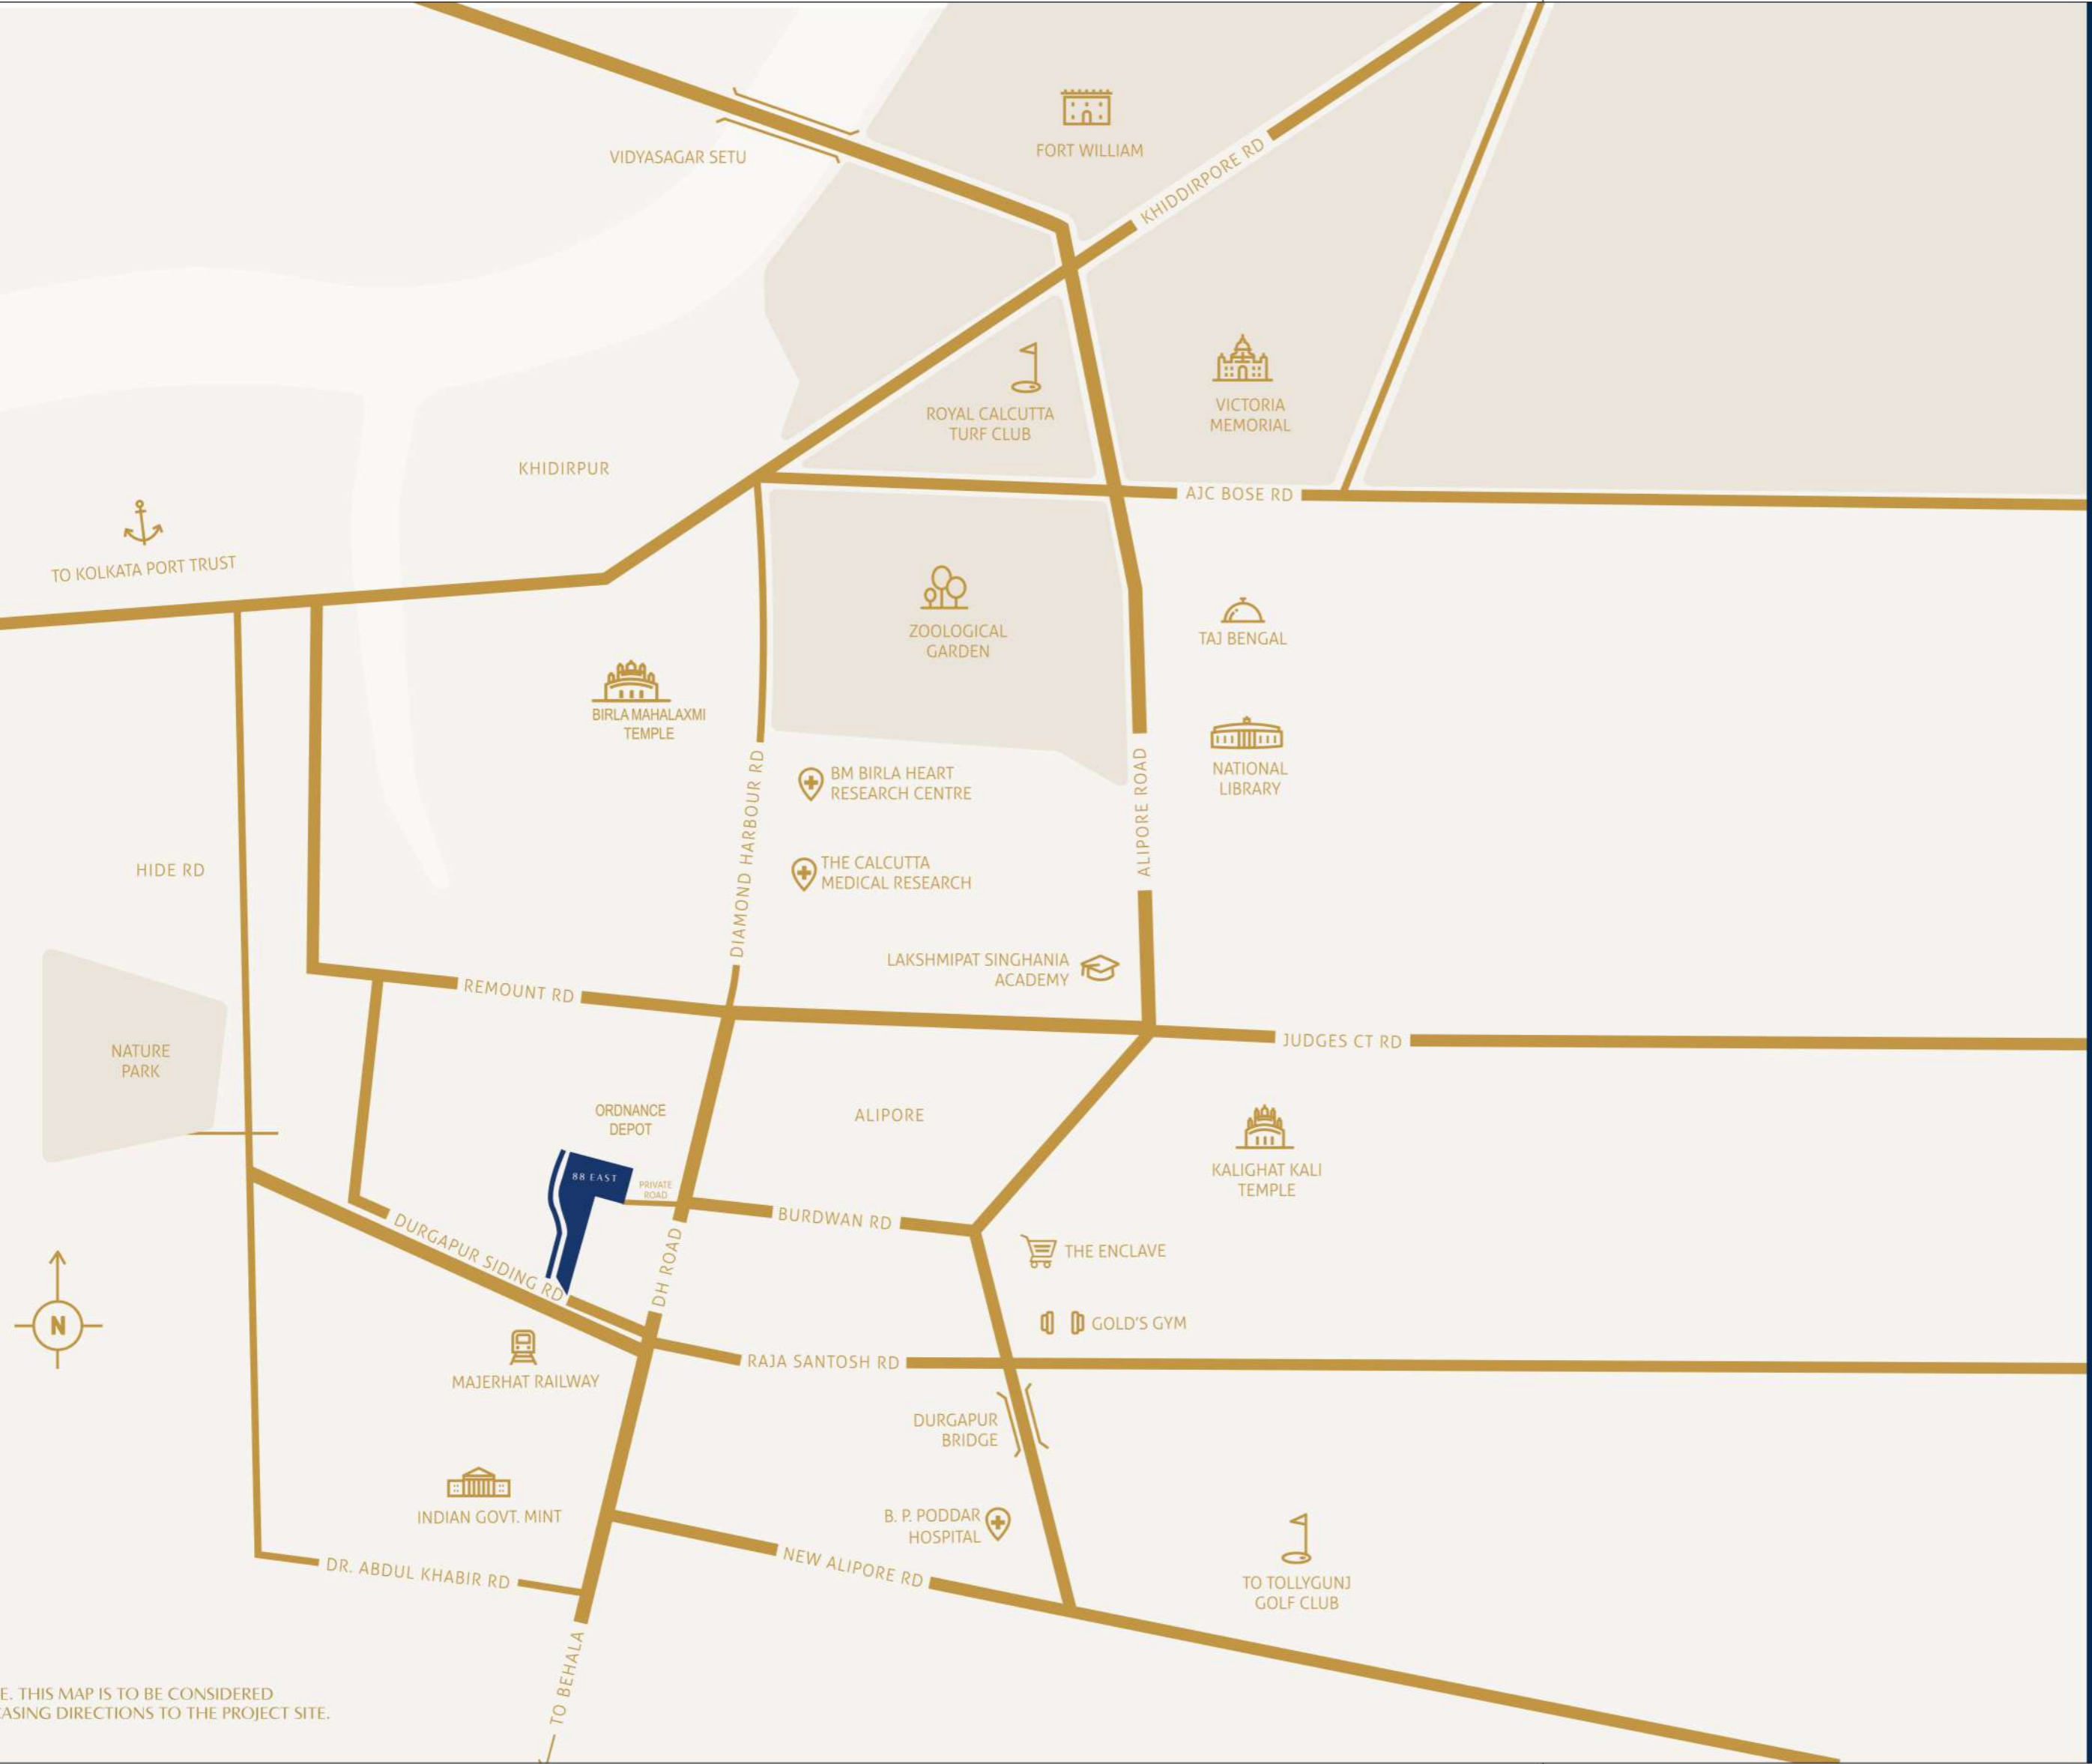 VIDYASAGAR SETU
FORT WILLIAM
KHIDDIRPORE RD
ROYAL CALCUTTA
TURF CLUB
VICTORIA
MEMORIAL
KHIDIRPUR
AJC BOSE RD
TO KOLKATA PORT TRUST
ZOOLOGICAL
GARDEN
TAJ BENGAL
BIRLA MAHALAXMI
TEMPLE
NATIONAL
LIBRARY
DIAMOND HARBOUR RD
BM BIRLA HEART
RESEARCH CENTRE
ALIPORE ROAD
THE CALCUTTA
MEDICAL RESEARCH
HIDE RD
LAKSHMIPAT SINGHANIA
ACADEMY
REMOUNT RD
JUDGES CT RD
NATURE
PARK
ORDNANCE
DEPOT
ALIPORE
KALIGHAT KALI
TEMPLE
88 EAST
PRIVATE
ROAD
BURDWAN RD
DURGAPUR SIDING RD
DH ROAD
THE ENCLAVE
N
GOLD'S GYM
MAJERHAT RAILWAY
RAJA SANTOSH RD
DURGAPUR
BRIDGE
INDIAN GOVT. MINT
B. P. PODDAR
HOSPITAL
DR. ABDUL KHABIR RD
NEW ALIPORE RD
TO TOLLYGUNJ
GOLF CLUB
TO BEHALA
E. THIS MAP IS TO BE CONSIDERED
ASING DIRECTIONS TO THE PROJECT SITE.